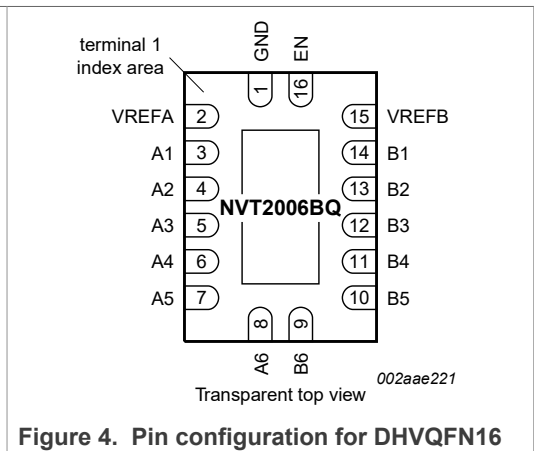 terminal 1
index area
GND
EN
1
16
VREFA 2 15 VREFB
A1 3 14 B1
A2 4 13 B2
NVT2006BQ
A3 5 12 B3
A4 6 11 B4
A5 7 10 B5
8
9
A6
B6
002aae221
Transparent top view
Figure 4. Pin configuration for DHVQFN16